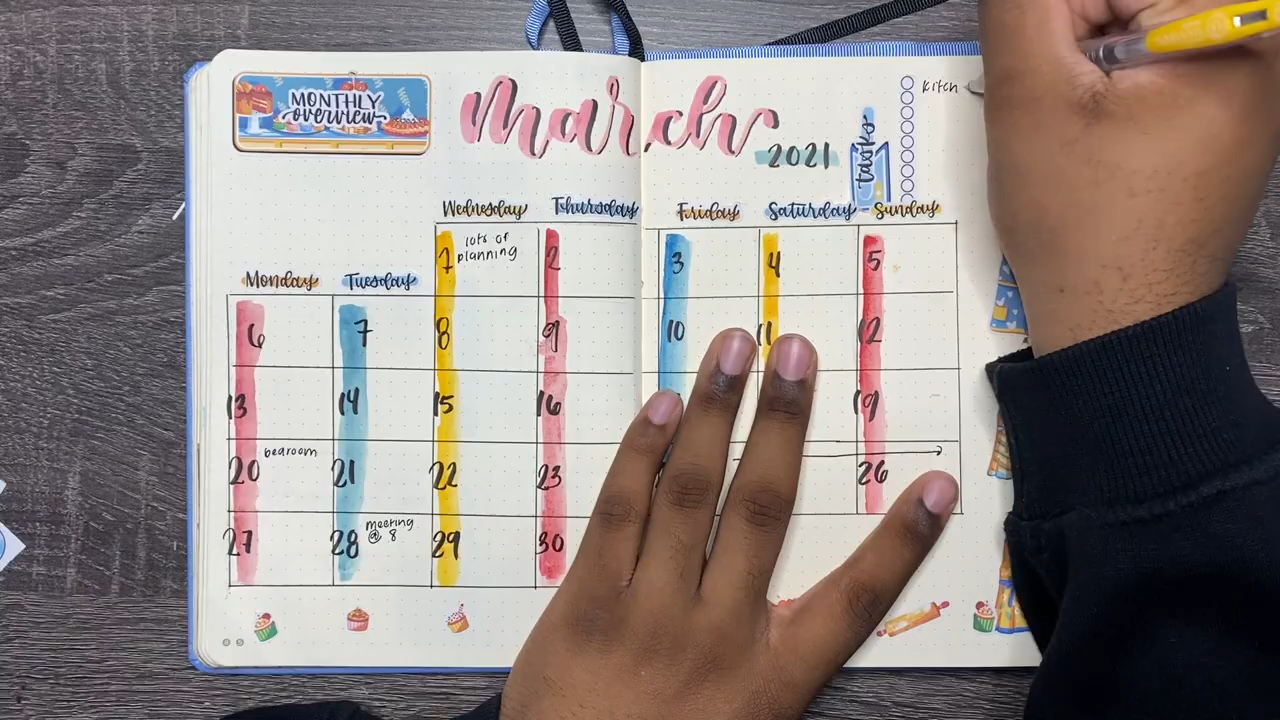 MONTHLY
overview
march
2021
tasks
Kitch
Wednesday Thursday Friday Saturday Sunday
Monday Tuesday
1 lots of
planning
2 3 4 5
6 7 8 9 10 11 12
13 14 15 16 19
bedroom
20 21 22 23 26
27 28 meeting
@ 8
29 30